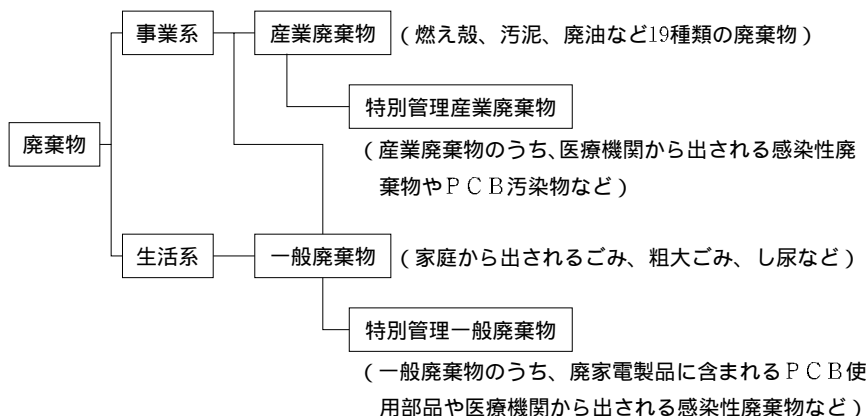 事業系
産業廃棄物
（燃え殻、汚泥、廃油など19種類の廃棄物）
特別管理産業廃棄物
廃棄物
（産業廃棄物のうち、医療機関から出される感染性廃
棄物やＰＣＢ汚染物など）
生活系
一般廃棄物
（家庭から出されるごみ、粗大ごみ、し尿など）
特別管理一般廃棄物
（一般廃棄物のうち、廃家電製品に含まれるＰＣＢ使
用部品や医療機関から出される感染性廃棄物など）